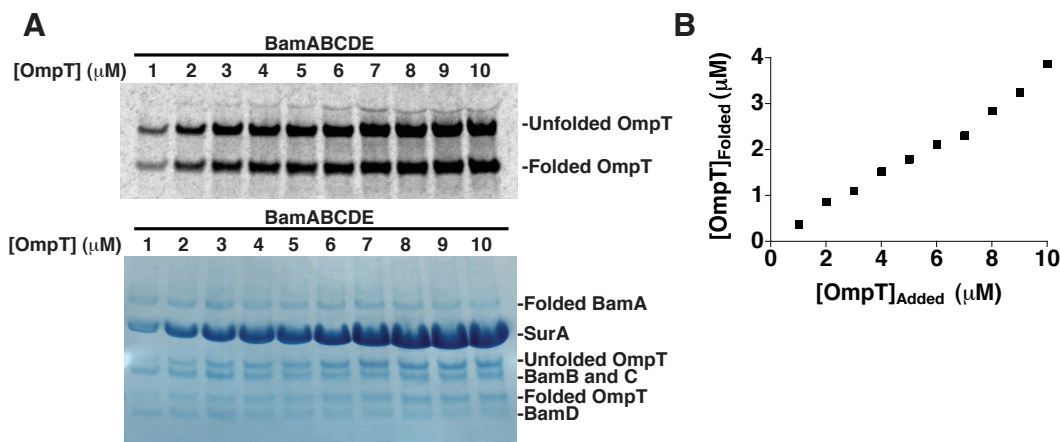 A
BamABCDE
[OmpT] (μM) 1 2 3 4 5 6 7 8 9 10
-Unfolded OmpT
-Folded OmpT
BamABCDE
[OmpT] (μM) 1 2 3 4 5 6 7 8 9 10
-Folded BamA
-SurA
-Unfolded OmpT
-BamB and C
-Folded OmpT
-BamD
B
[OmpT]Folded (μM)
4
3
2
1
0
0 2 4 6 8 10
[OmpT]Added (μM)